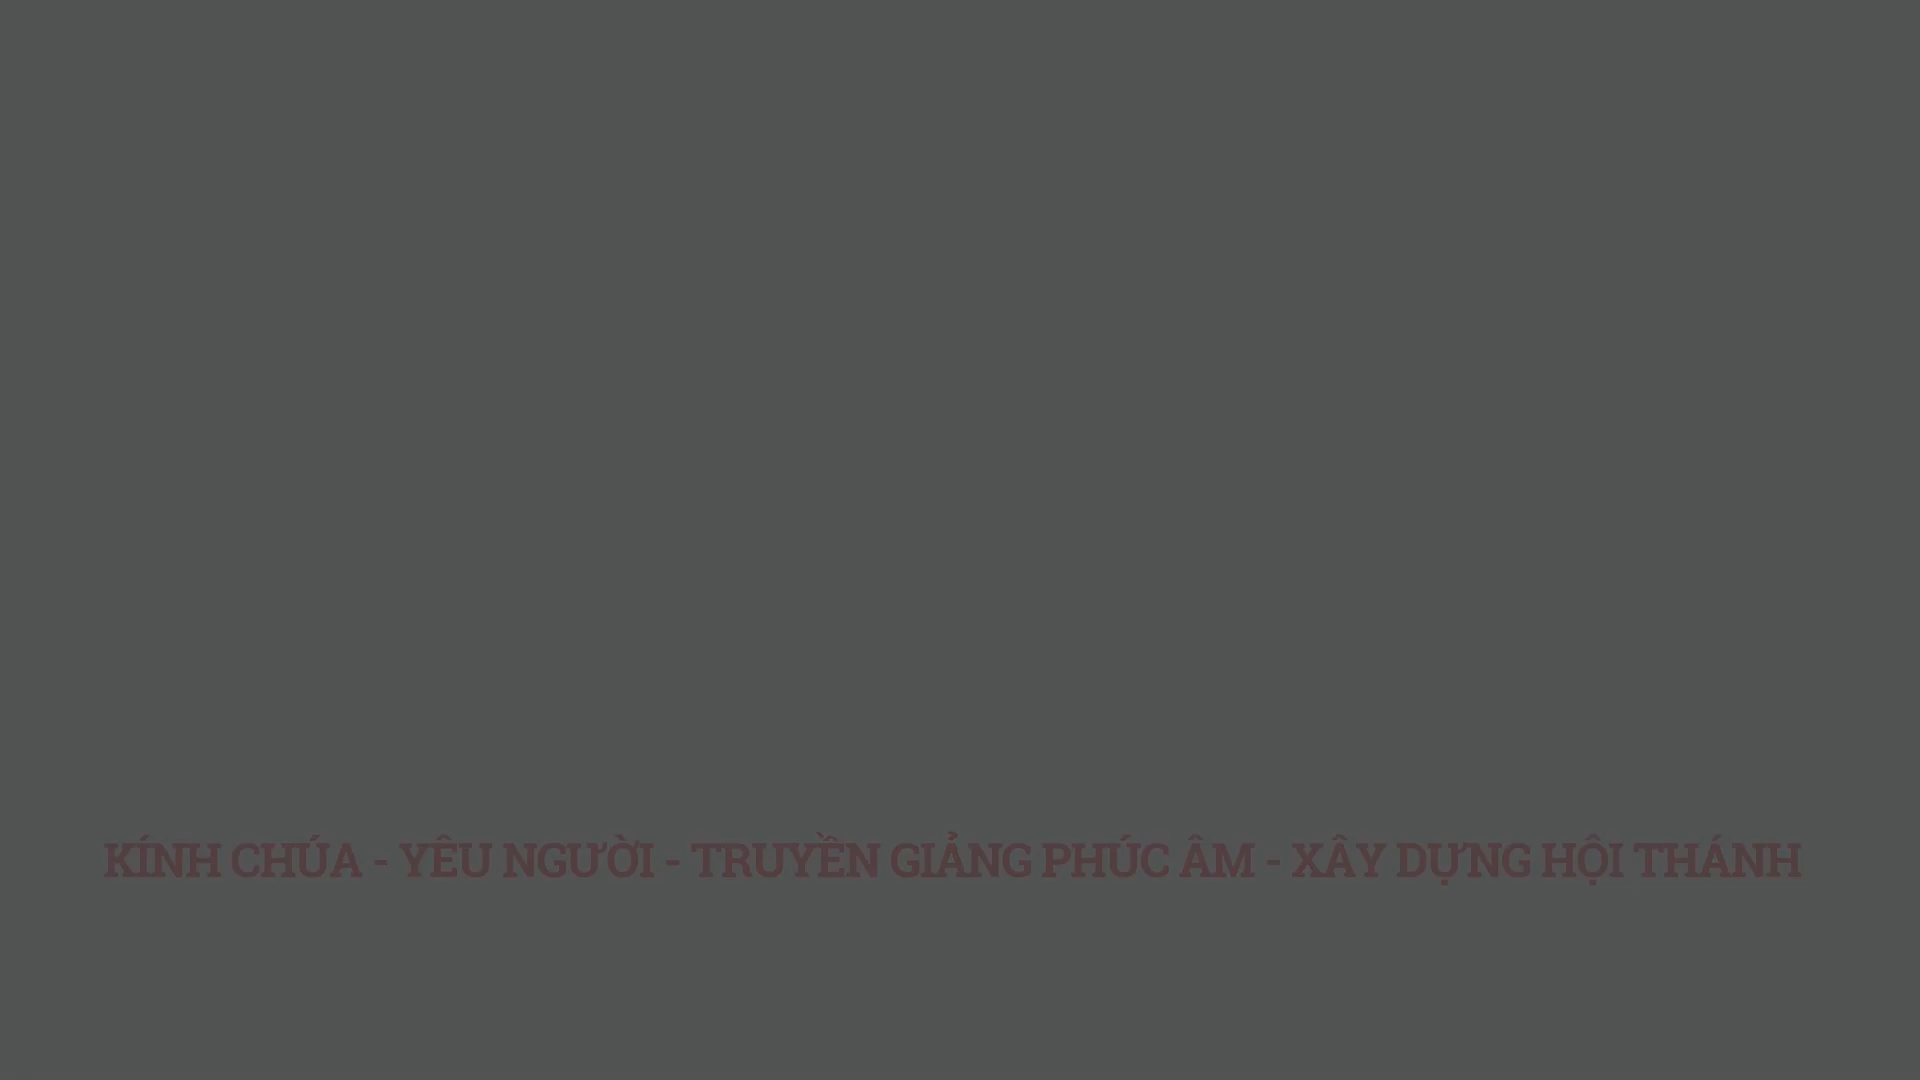 KÍNH CHÚA - YÊU NGƯỜI - TRUYỀN GIẢNG PHÚC ÂM - XÂY DỰNG HỘI THÁNH